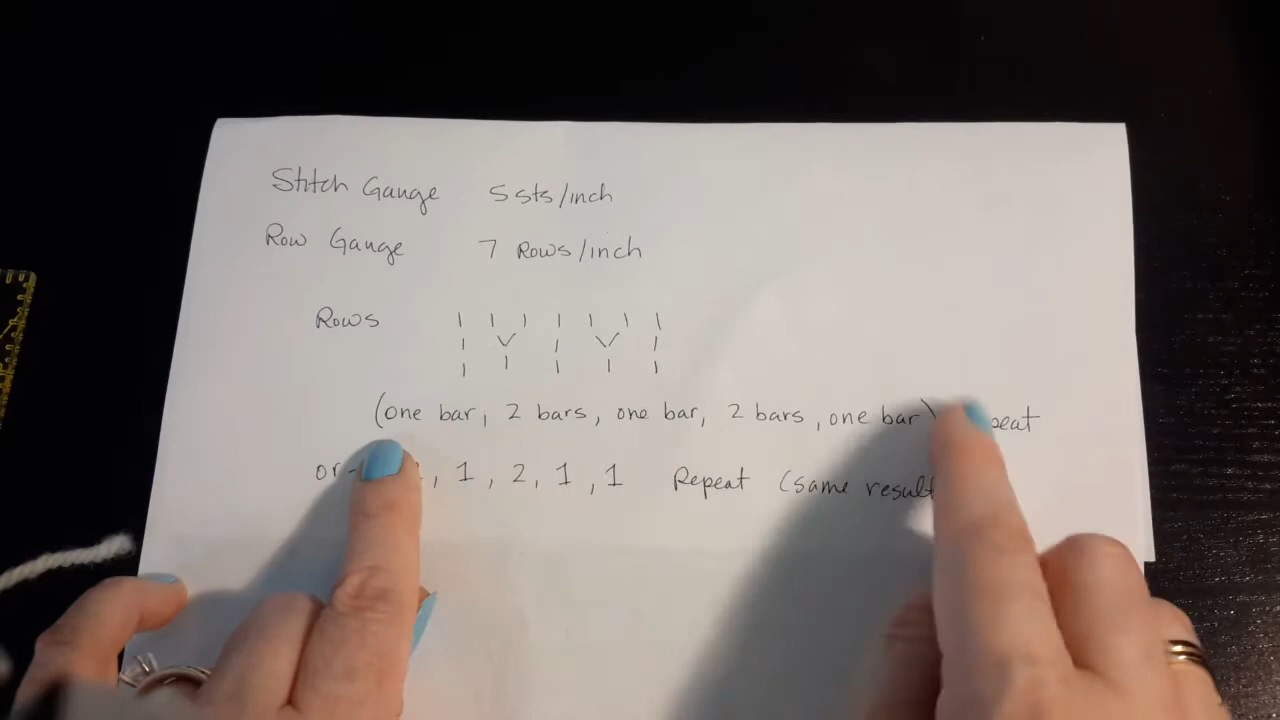 Stitch Gauge 5 sts/inch
Row Gauge 7 Rows/inch
Rows
(one bar, 2 bars, one bar, 2 bars, one bar)
or , 1, 2, 1, 1 Repeat (same result